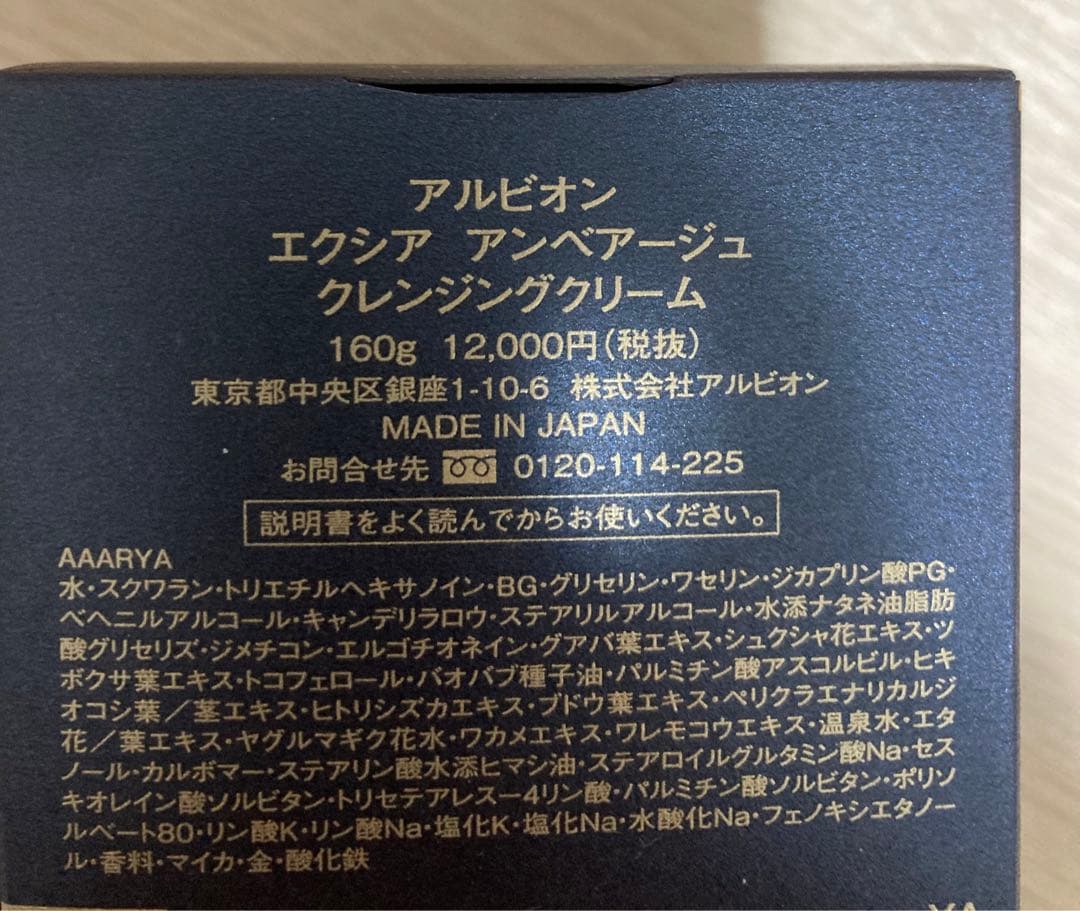 アルビオン
エクシア アンベアージュ
クレンジングクリーム
160g 12,000円(税抜)
東京都中央区銀座1-10-6 株式会社アルビオン
MADE IN JAPAN
お問合せ先 0120-114-225
説明書をよく読んでからお使いください。
AAARYA
水・スクワラン・トリエチルヘキサノイン・BG・グリセリン・ワセリン・ジカプリン酸PG・
ベヘニルアルコール・キャンデリラロウ・ステアリルアルコール・水添ナタネ油脂肪
酸グリセリズ・ジメチコン・エルゴチオネイン・グアバ葉エキス・シュクシャ花エキス・ツ
ボクサ葉エキス・トコフェロール・バオバブ種子油・パルミチン酸アスコルビル・ヒキ
オコシ葉/茎エキス・ヒトリシズカエキス・ブドウ葉エキス・ペリクラエナリカルジ
花/葉エキス・ヤグルマギク花水・ワカメエキス・ワレモコウエキス・温泉水・エタ
ノール・カルボマー・ステアリン酸水添ヒマシ油・ステアロイルグルタミン酸Na・セス
キオレイン酸ソルビタン・トリセテアレス-4リン酸・パルミチン酸ソルビタン・ポリソ
ルベート80・リン酸K・リン酸Na・塩化K・塩化Na・水酸化Na・フェノキシエタノー
ル・香料・マイカ・金・酸化鉄